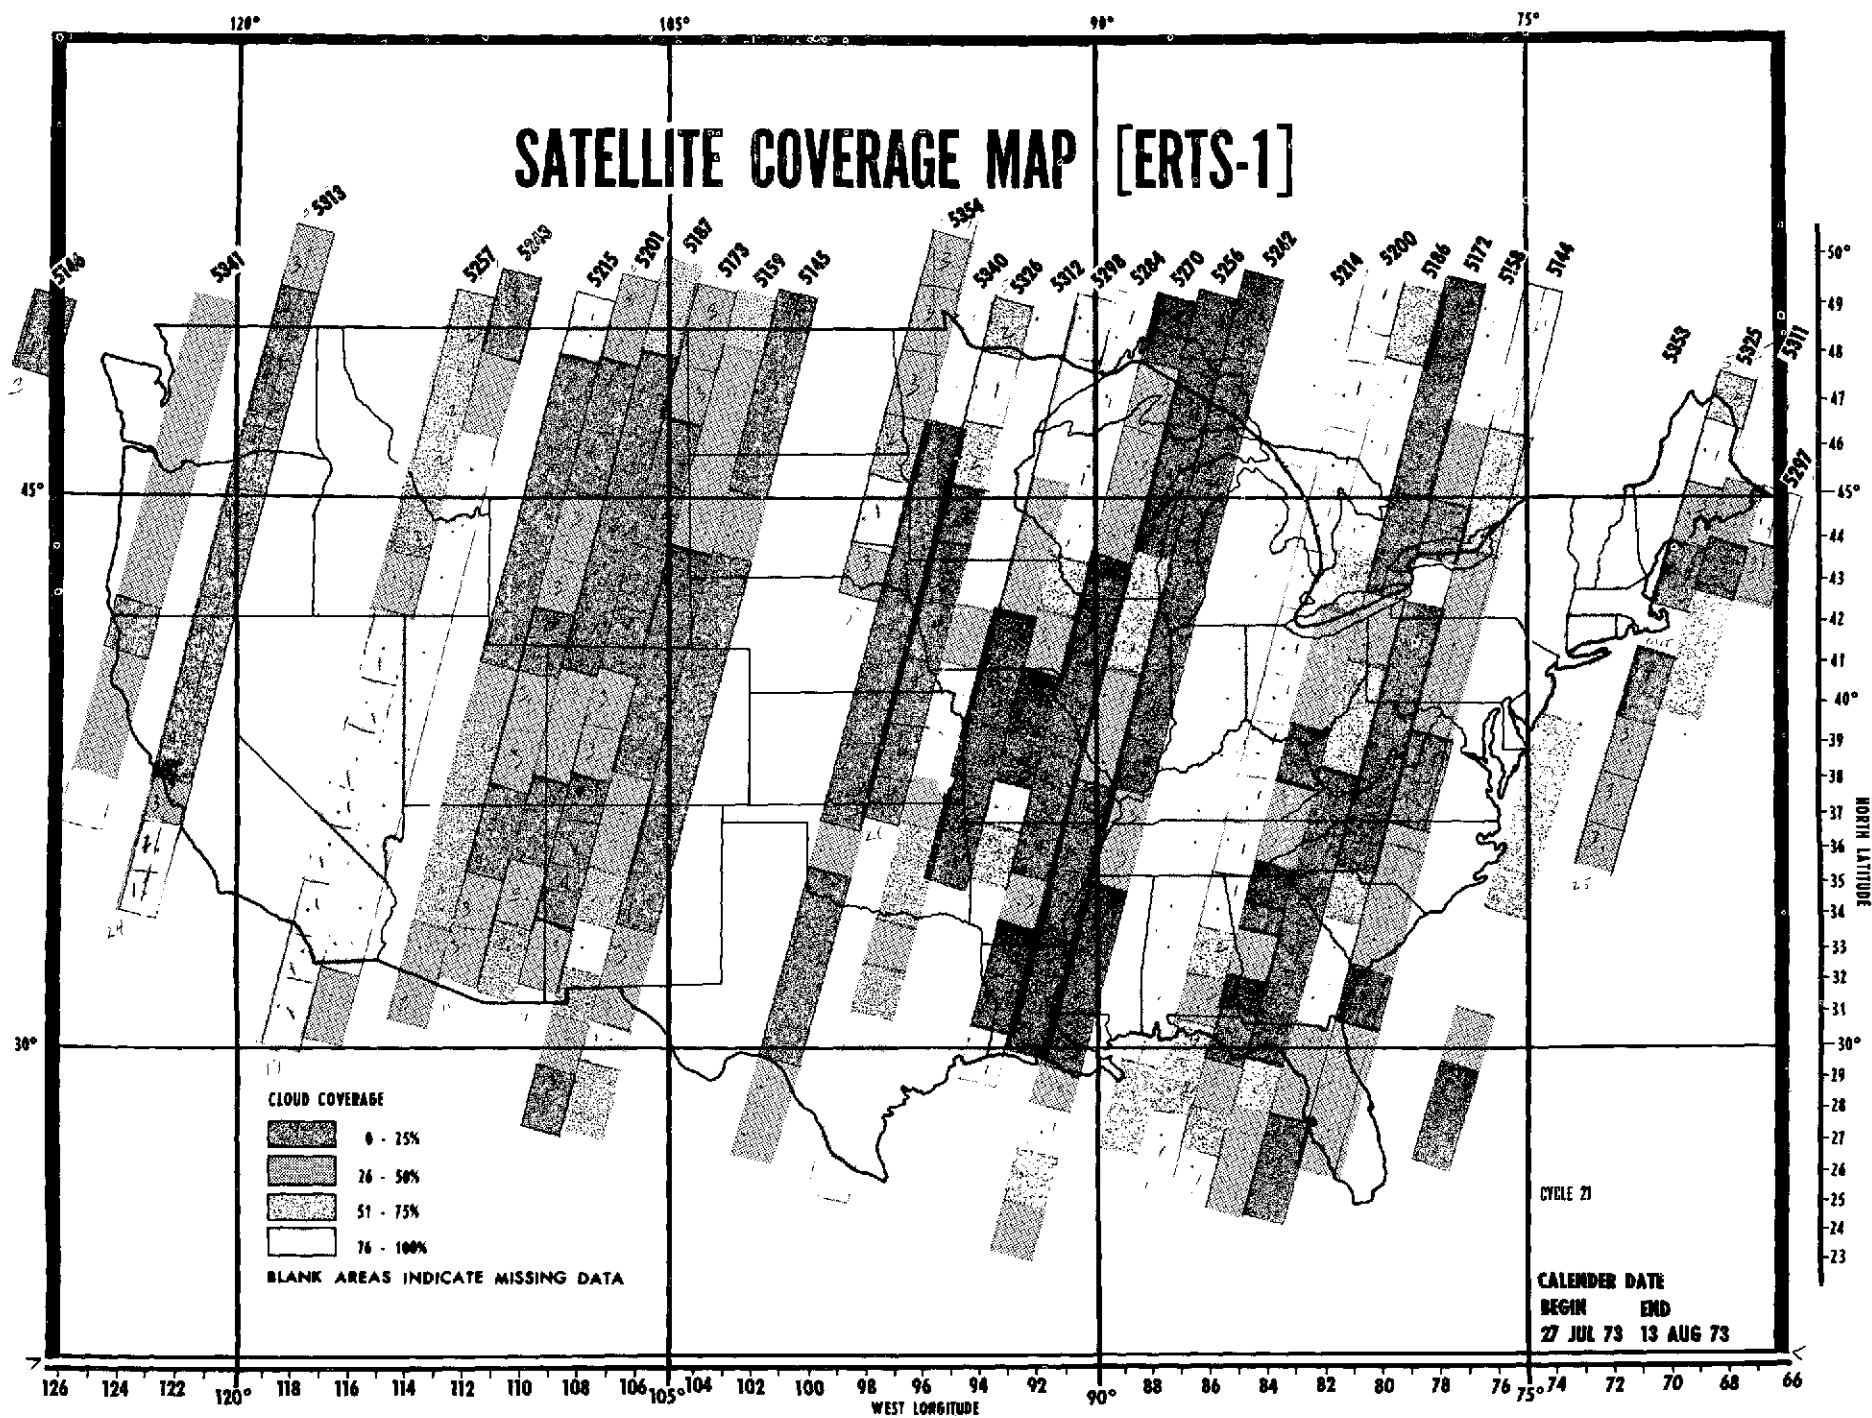 120° 105° 90° 75°
SATELLITE COVERAGE MAP [ERTS-1]
5146 5341 5313 5257 5243 5215 5201 5187 5173 5159 5145 5354 5340 5326 5312 5298 5284 5270 5256 5242 5214 5200 5186 5172 5158 5144 5353 5325 5311 5297
50°
49
48
47
46
45° 45°
44
43
42
41
40°
39
38
37
36
35
34
33
32
31
30° 30°
29
28
27
26
25
24
23
NORTH LATITUDE
24
17
26
25
CLOUD COVERAGE
0 - 25%
26 - 50%
51 - 75%
76 - 100%
BLANK AREAS INDICATE MISSING DATA
CYCLE 21
CALENDER DATE
BEGIN END
27 JUL 73 13 AUG 73
126 124 122 120° 118 116 114 112 110 108 106 105° 104 102 100 98 96 94 92 90° 88 86 84 82 80 78 76 75° 74 72 70 68 66
WEST LONGITUDE